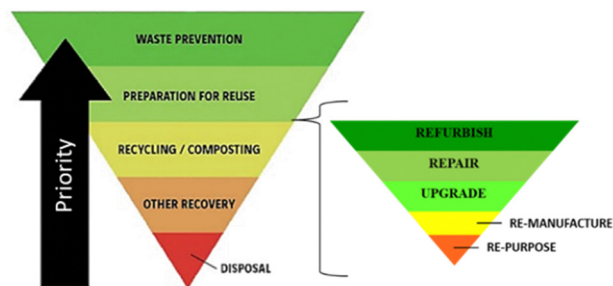 WASTE PREVENTION
PREPARATION FOR REUSE
RECYCLING / COMPOSTING
OTHER RECOVERY
DISPOSAL
Priority
REFURBISH
REPAIR
UPGRADE
RE-MANUFACTURE
RE-PURPOSE